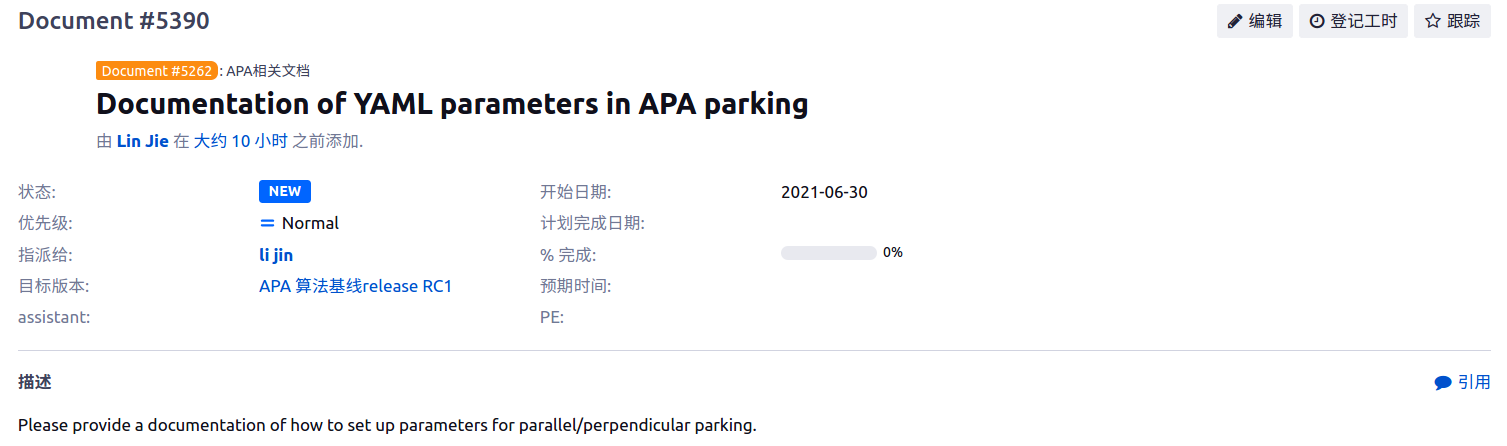 Document #5390
编辑 登记工时 跟踪
Document #5262: APA相关文档
Documentation of YAML parameters in APA parking
由 Lin Jie 在 大约 10 小时 之前添加.
状态: NEW 开始日期: 2021-06-30
优先级: Normal 计划完成日期:
指派给: li jin % 完成: 0%
目标版本: APA 算法基线release RC1 预期时间:
assistant: PE:
描述 引用
Please provide a documentation of how to set up parameters for parallel/perpendicular parking.